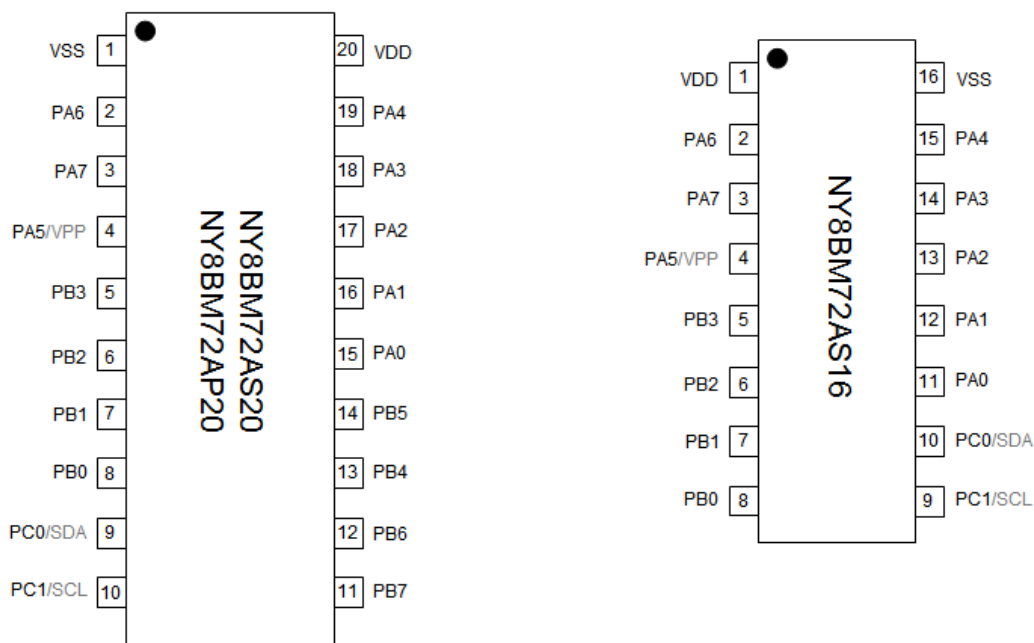 VSS 1 20 VDD
PA6 2 19 PA4
PA7 3 18 PA3
PA5/VPP 4 17 PA2
PB3 5 16 PA1
PB2 6 15 PA0
PB1 7 14 PB5
PB0 8 13 PB4
PC0/SDA 9 12 PB6
PC1/SCL 10 11 PB7
NY8BM72AS20
NY8BM72AP20
VDD 1 16 VSS
PA6 2 15 PA4
PA7 3 14 PA3
PA5/VPP 4 13 PA2
PB3 5 12 PA1
PB2 6 11 PA0
PB1 7 10 PC0/SDA
PB0 8 9 PC1/SCL
NY8BM72AS16